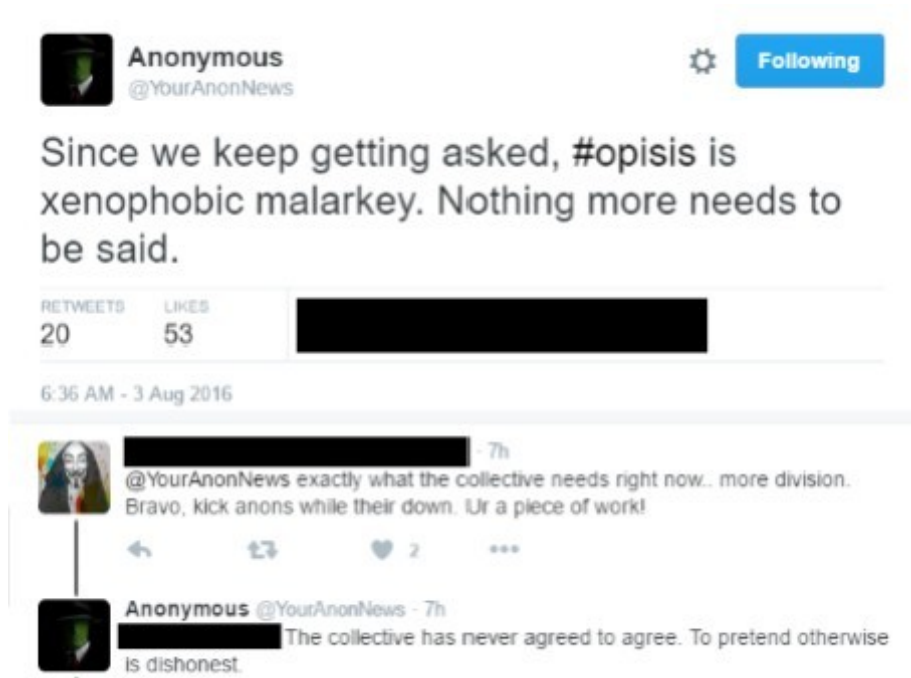 Anonymous
@YourAnonNews
Following
Since we keep getting asked, #opisis is
xenophobic malarkey. Nothing more needs to
be said.
RETWEETS LIKES
20 53
6:36 AM - 3 Aug 2016
- 7h
@YourAnonNews exactly what the collective needs right now.. more division.
Bravo, kick anons while their down. Ur a piece of work!
2
Anonymous @YourAnonNews - 7h
The collective has never agreed to agree. To pretend otherwise
is dishonest.